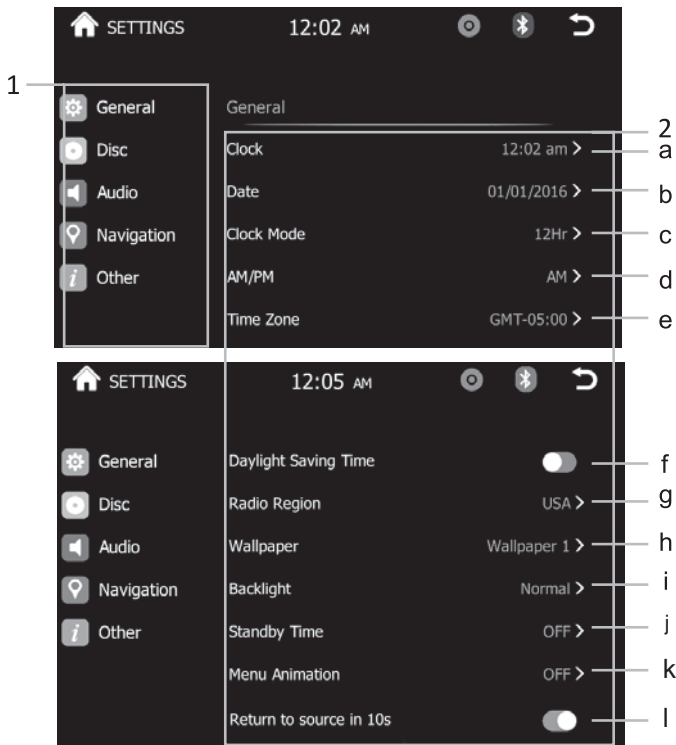 SETTINGS 12:02 AM
1
General General
2
Disc Clock 12:02 am > a
Audio Date 01/01/2016 > b
Navigation Clock Mode 12Hr > c
i Other AM/PM AM > d
Time Zone GMT-05:00 > e
SETTINGS 12:05 AM
General Daylight Saving Time f
Disc Radio Region USA > g
Audio Wallpaper Wallpaper 1 > h
Navigation Backlight Normal > i
i Other Standby Time OFF > j
Menu Animation OFF > k
Return to source in 10s l